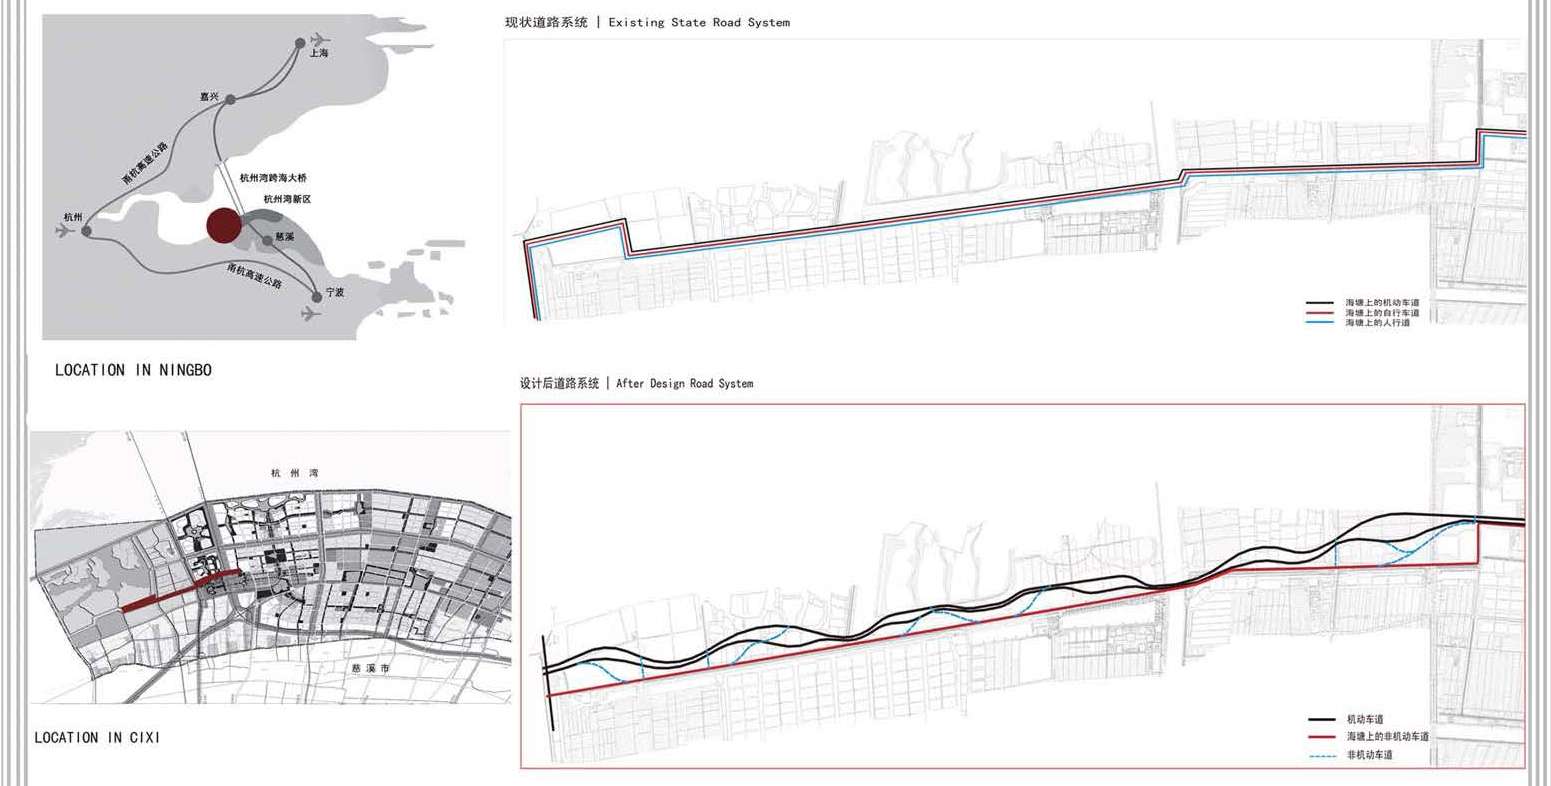 现状道路系统 | Existing State Road System
上海
嘉兴
甬杭高速公路
杭州湾跨海大桥
杭州湾新区
杭州
慈溪
甬杭高速公路
宁波
海塘上的机动车道
海塘上的自行车道
海塘上的人行道
LOCATION IN NINGBO
设计后道路系统 | After Design Road System
杭州湾
慈溪市
机动车道
海塘上的非机动车道
非机动车道
LOCATION IN CIXI